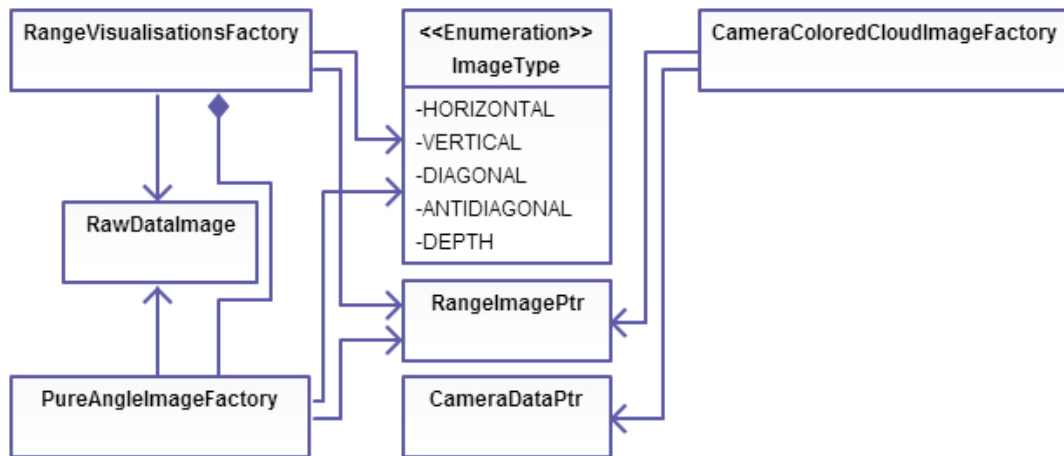 RangeVisualisationsFactory
<<Enumeration>>
ImageType
-HORIZONTAL
-VERTICAL
-DIAGONAL
-ANTIDIAGONAL
-DEPTH
CameraColoredCloudImageFactory
RawDataImage
RangeImagePtr
PureAngleImageFactory
CameraDataPtr